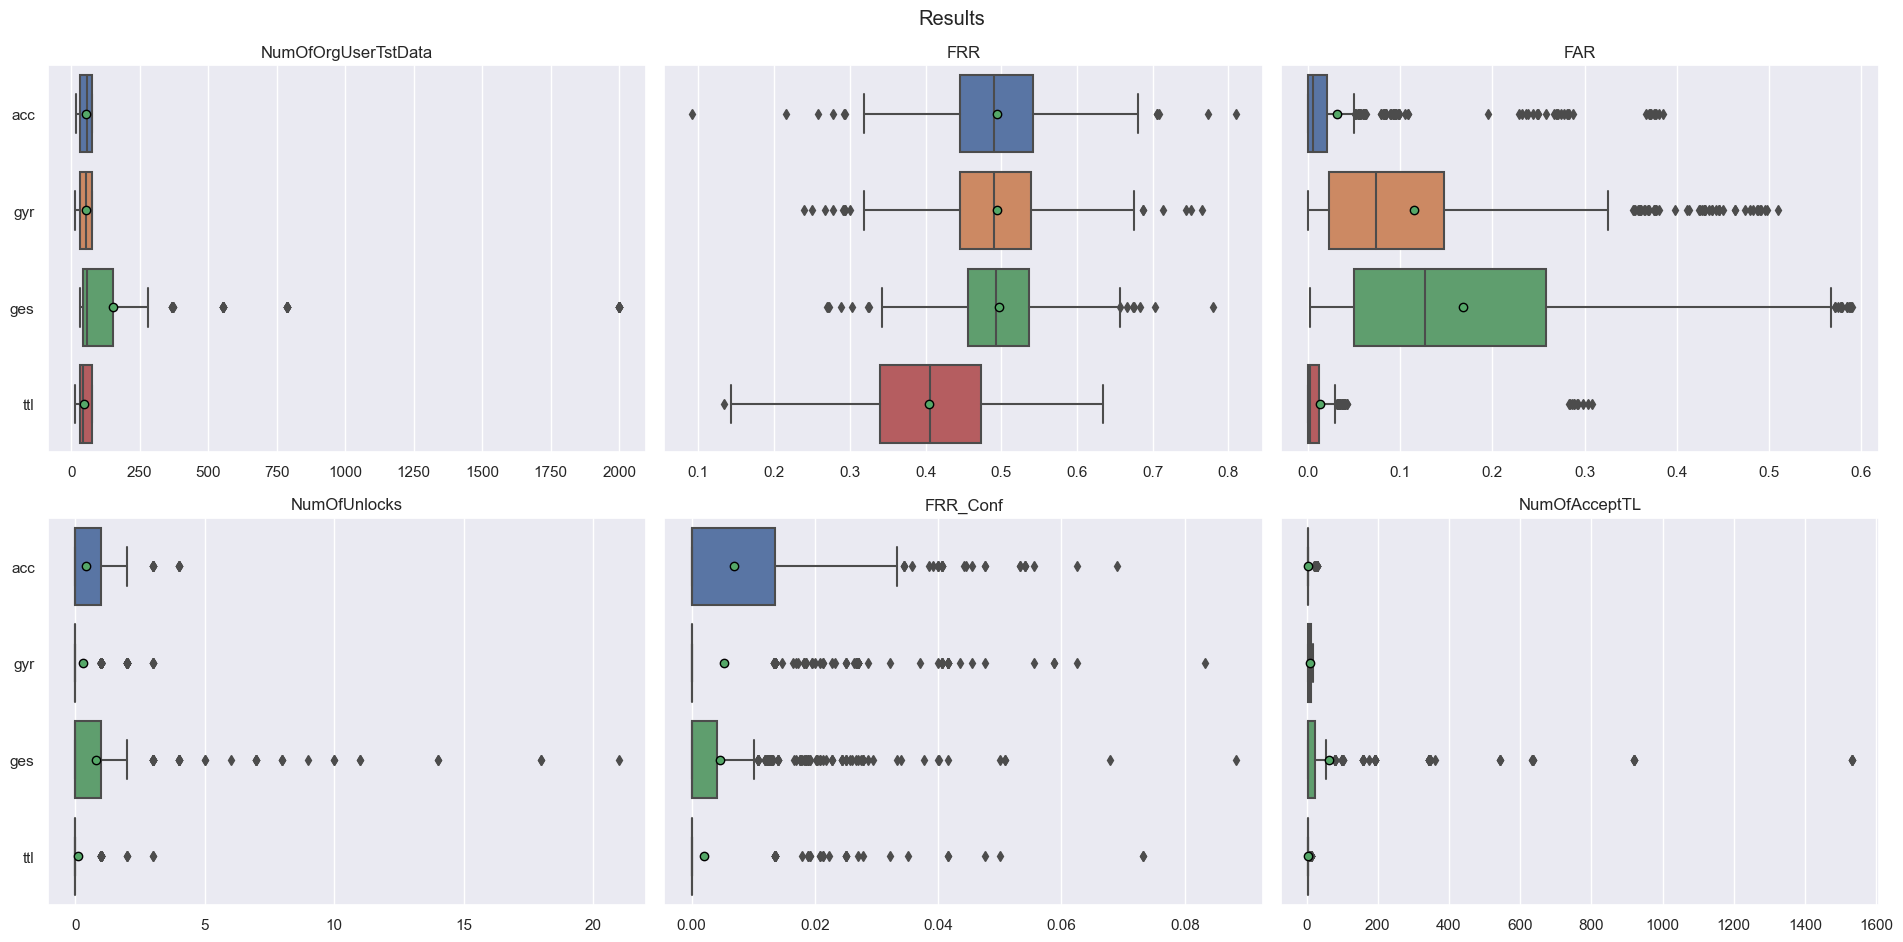 Results
NumOfOrgUserTstData FRR FAR
acc
gyr
ges
ttl
0 250 500 750 1000 1250 1500 1750 2000
0.1 0.2 0.3 0.4 0.5 0.6 0.7 0.8
0.0 0.1 0.2 0.3 0.4 0.5 0.6
NumOfUnlocks FRR_Conf NumOfAcceptTL
acc
gyr
ges
ttl
0 5 10 15 20
0.00 0.02 0.04 0.06 0.08
0 200 400 600 800 1000 1200 1400 1600